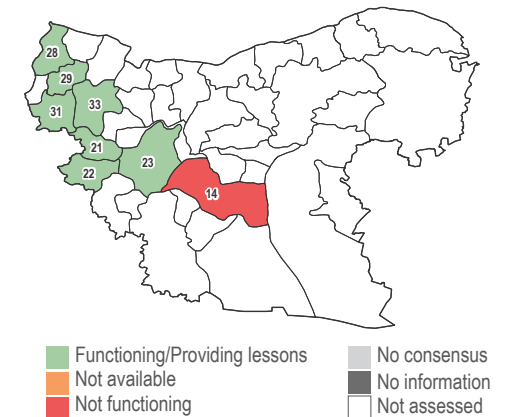 28
29
31
33
21
22
23
14
Functioning/Providing lessons
Not available
Not functioning
No consensus
No information
Not assessed